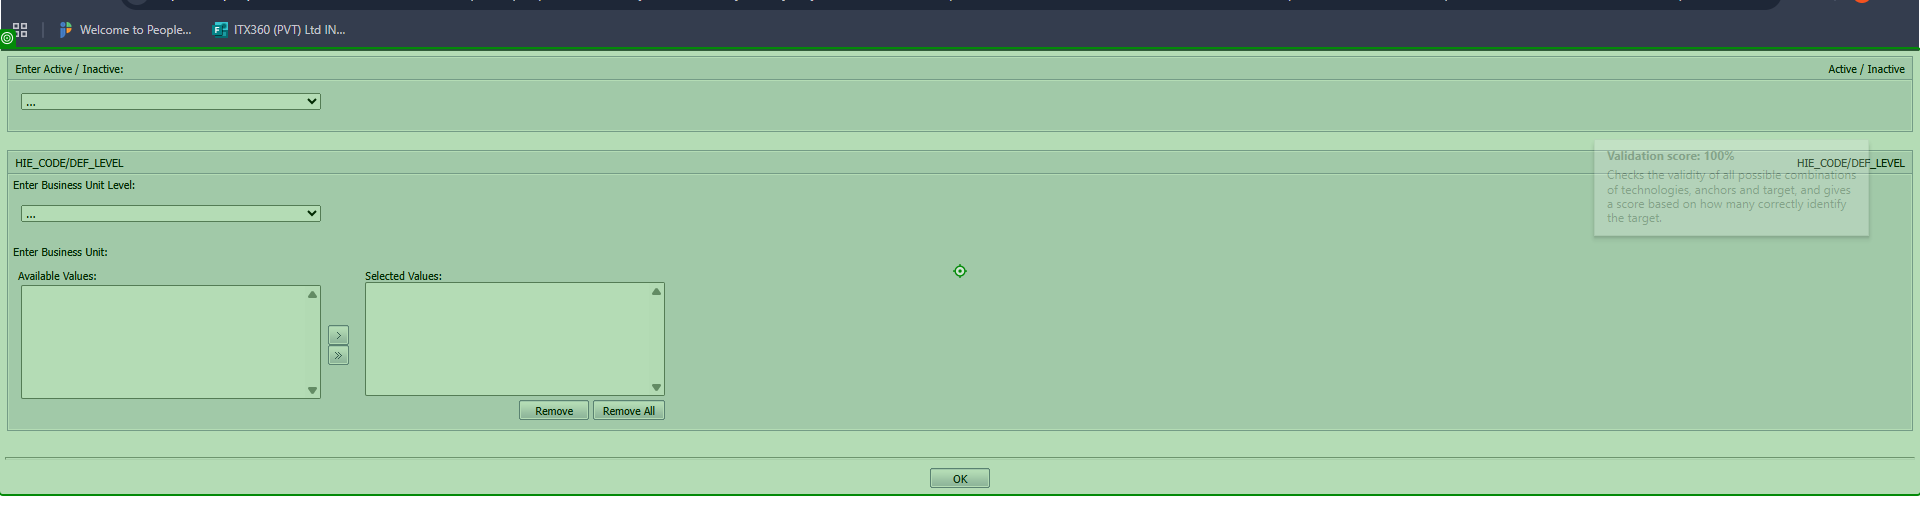 Welcome to People...
ITX360 (PVT) Ltd IN...
Enter Active / Inactive:
Active / Inactive
...
HIE_CODE/DEF_LEVEL
HIE_CODE/DEF_LEVEL
Validation score: 100%
Checks the validity of all possible combinations
of technologies, anchors and target, and gives
a score based on how many correctly identify
the target.
Enter Business Unit Level:
...
Enter Business Unit:
Available Values:
Selected Values:
Remove
Remove All
OK